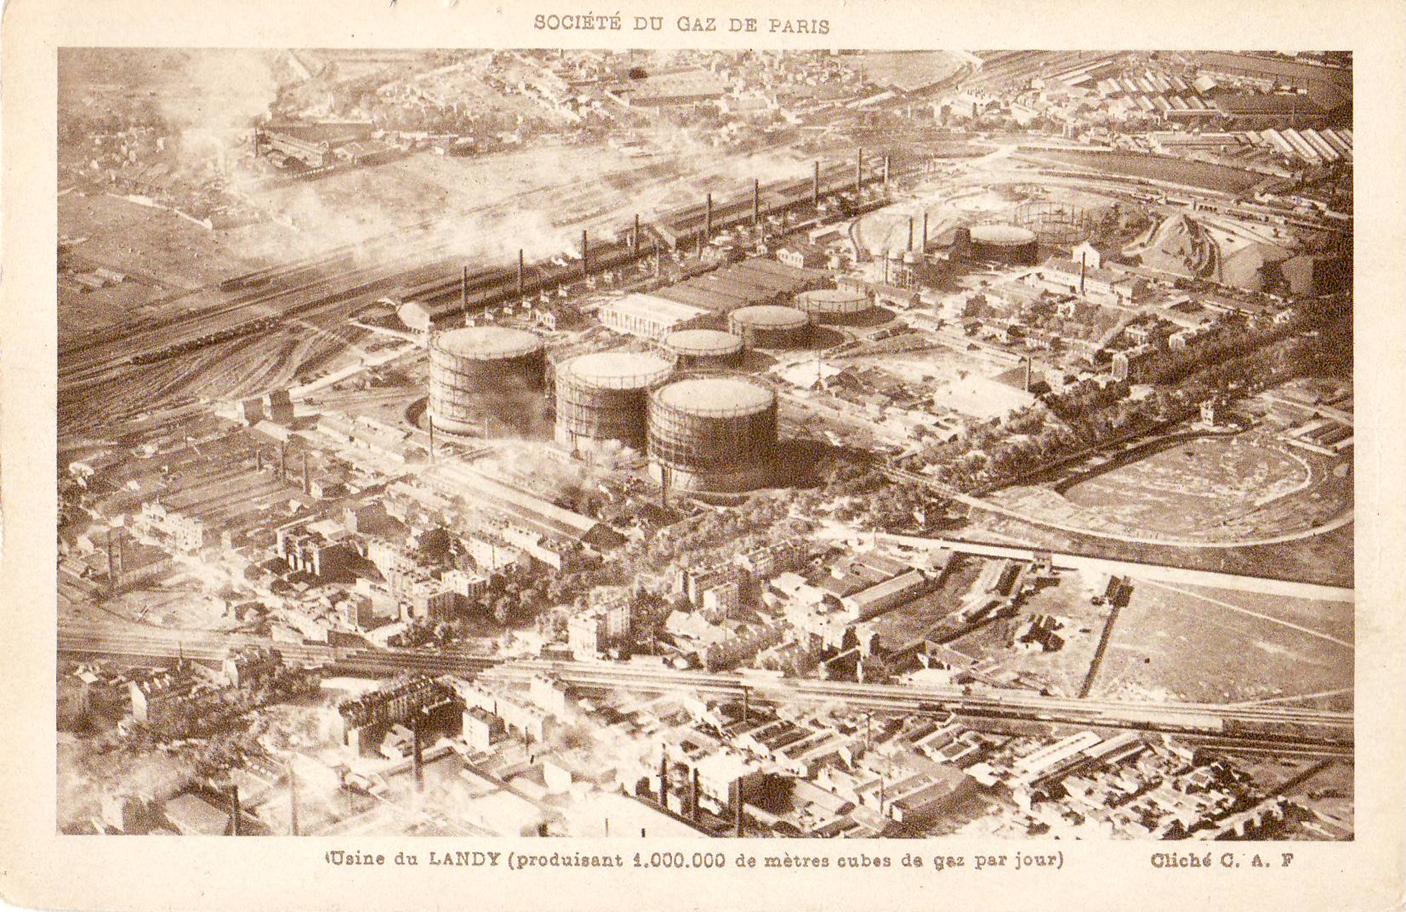 SOCIÉTÉ DU GAZ DE PARIS
Usine du LANDY (produisant 1.000.000 de mètres cubes de gaz par jour)
Cliché C. A. F